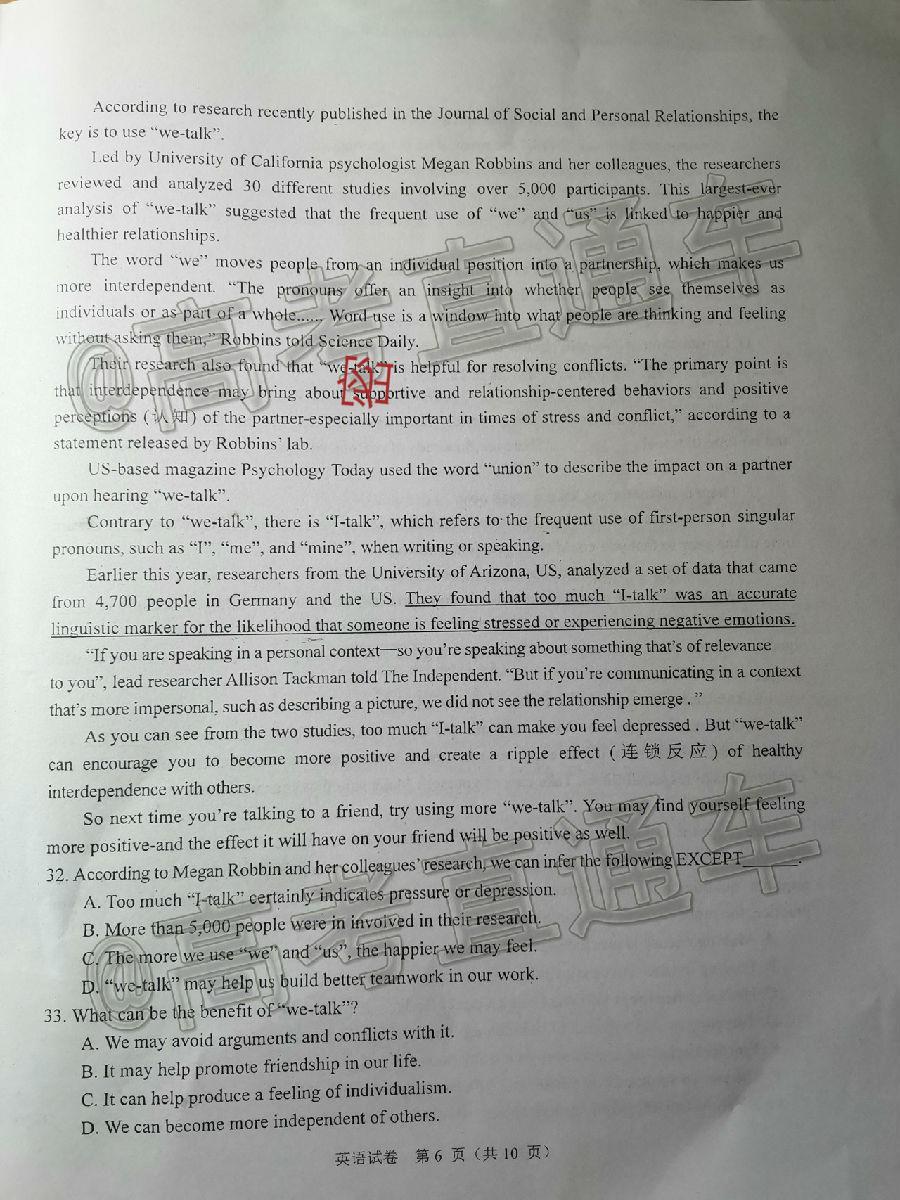 According to research recently published in the Journal of Social and Personal Relationships, the
key is to use “we-talk”.
Led by University of California psychologist Megan Robbins and her colleagues, the researchers
reviewed and analyzed 30 different studies involving over 5,000 participants. This largest-ever
analysis of “we-talk” suggested that the frequent use of “we” and “us” is linked to happier and
healthier relationships.
The word “we” moves people from an individual position into a partnership, which makes us
more interdependent. “The pronouns offer an insight into whether people see themselves as
individuals or as part of a whole...... Word use is a window into what people are thinking and feeling
without asking them,” Robbins told Science Daily.
Their research also found that “we-talk” is helpful for resolving conflicts. “The primary point is
that interdependence may bring about supportive and relationship-centered behaviors and positive
perceptions (认知) of the partner-especially important in times of stress and conflict,” according to a
statement released by Robbins’ lab.
US-based magazine Psychology Today used the word “union” to describe the impact on a partner
upon hearing “we-talk”.
Contrary to “we-talk”, there is “I-talk”, which refers to the frequent use of first-person singular
pronouns, such as “I”, “me”, and “mine”, when writing or speaking.
Earlier this year, researchers from the University of Arizona, US, analyzed a set of data that came
from 4,700 people in Germany and the US. They found that too much “I-talk” was an accurate
linguistic marker for the likelihood that someone is feeling stressed or experiencing negative emotions.
“If you are speaking in a personal context—so you’re speaking about something that’s of relevance
to you”, lead researcher Allison Tackman told The Independent. “But if you’re communicating in a context
that’s more impersonal, such as describing a picture, we did not see the relationship emerge .”
As you can see from the two studies, too much “I-talk” can make you feel depressed . But “we-talk”
can encourage you to become more positive and create a ripple effect (连锁反应) of healthy
interdependence with others.
So next time you’re talking to a friend, try using more “we-talk”. You may find yourself feeling
more positive-and the effect it will have on your friend will be positive as well.
32. According to Megan Robbin and her colleagues’ research, we can infer the following EXCEPT______.
A. Too much “I-talk” certainly indicates pressure or depression.
B. More than 5,000 people were in involved in their research.
C. The more we use “we” and “us”, the happier we may feel.
D. “we-talk” may help us build better teamwork in our work.
33. What can be the benefit of “we-talk”?
A. We may avoid arguments and conflicts with it.
B. It may help promote friendship in our life.
C. It can help produce a feeling of individualism.
D. We can become more independent of others.
英语试卷 第 6 页（共 10 页）
@高考直通车
@高考直通车